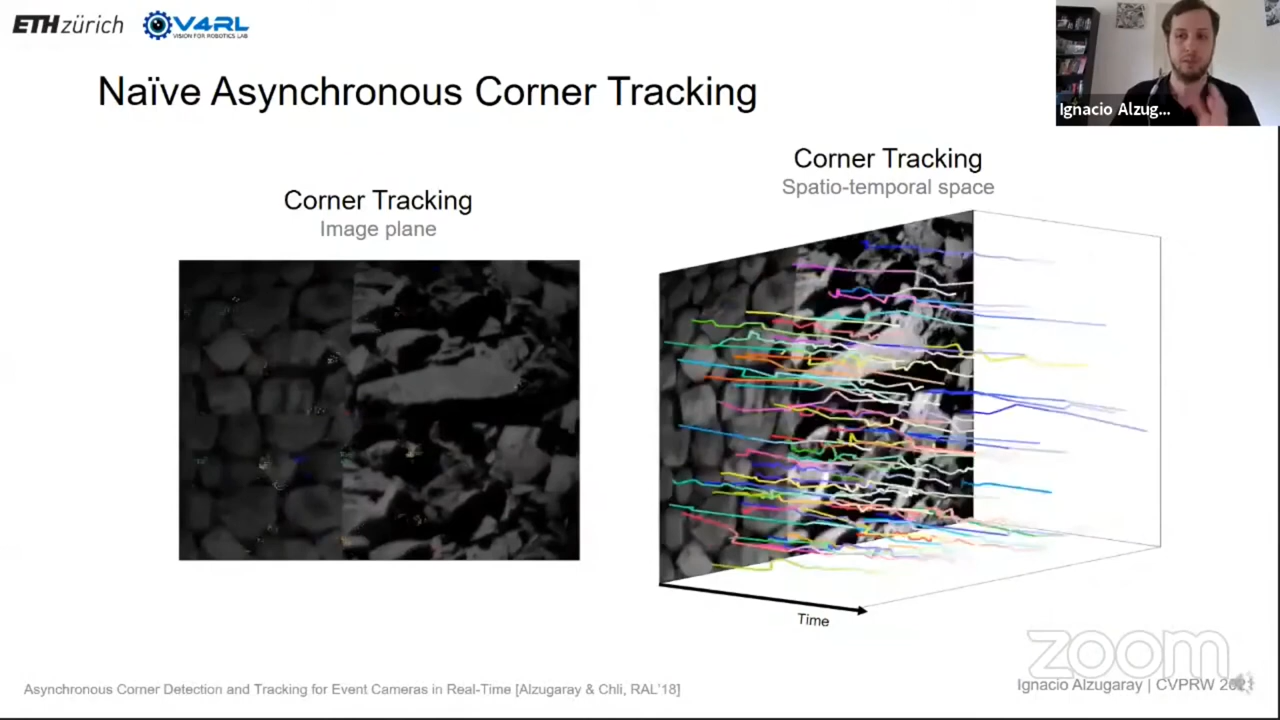 ETH zürich
V4RL
VISION FOR ROBOTICS LAB
Ignacio Alzug...
Naïve Asynchronous Corner Tracking
Corner Tracking
Image plane
Corner Tracking
Spatio-temporal space
Time
zoom
Asynchronous Corner Detection and Tracking for Event Cameras in Real-Time [Alzugaray & Chli, RAL'18]
Ignacio Alzugaray | CVPRW